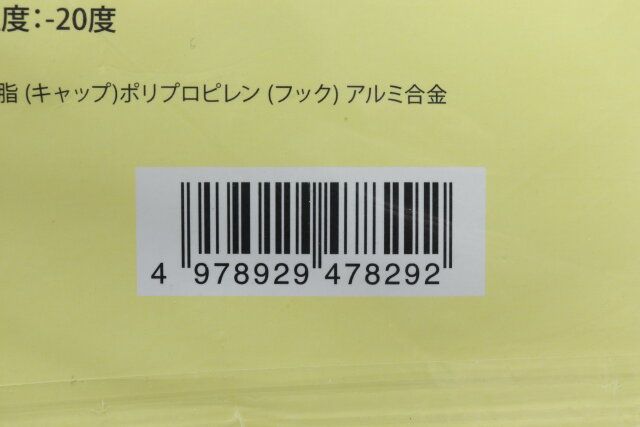 度:-20度
脂 (キャップ)ポリプロピレン (フック) アルミ合金
4 978929 478292